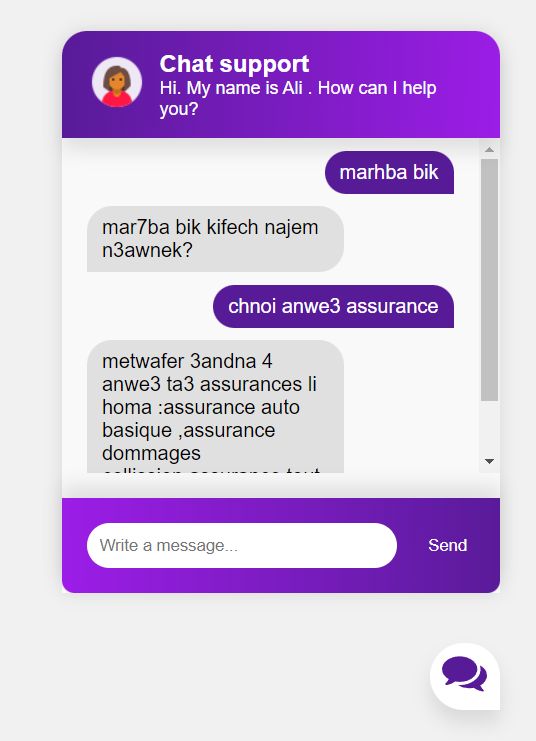 Chat support
Hi. My name is Ali . How can I help
you?
marhba bik
mar7ba bik kifech najem
n3awnek?
chnoi anwe3 assurance
metwafer 3andna 4
anwe3 ta3 assurances li
homa :assurance auto
basique ,assurance
dommages
Write a message...
Send